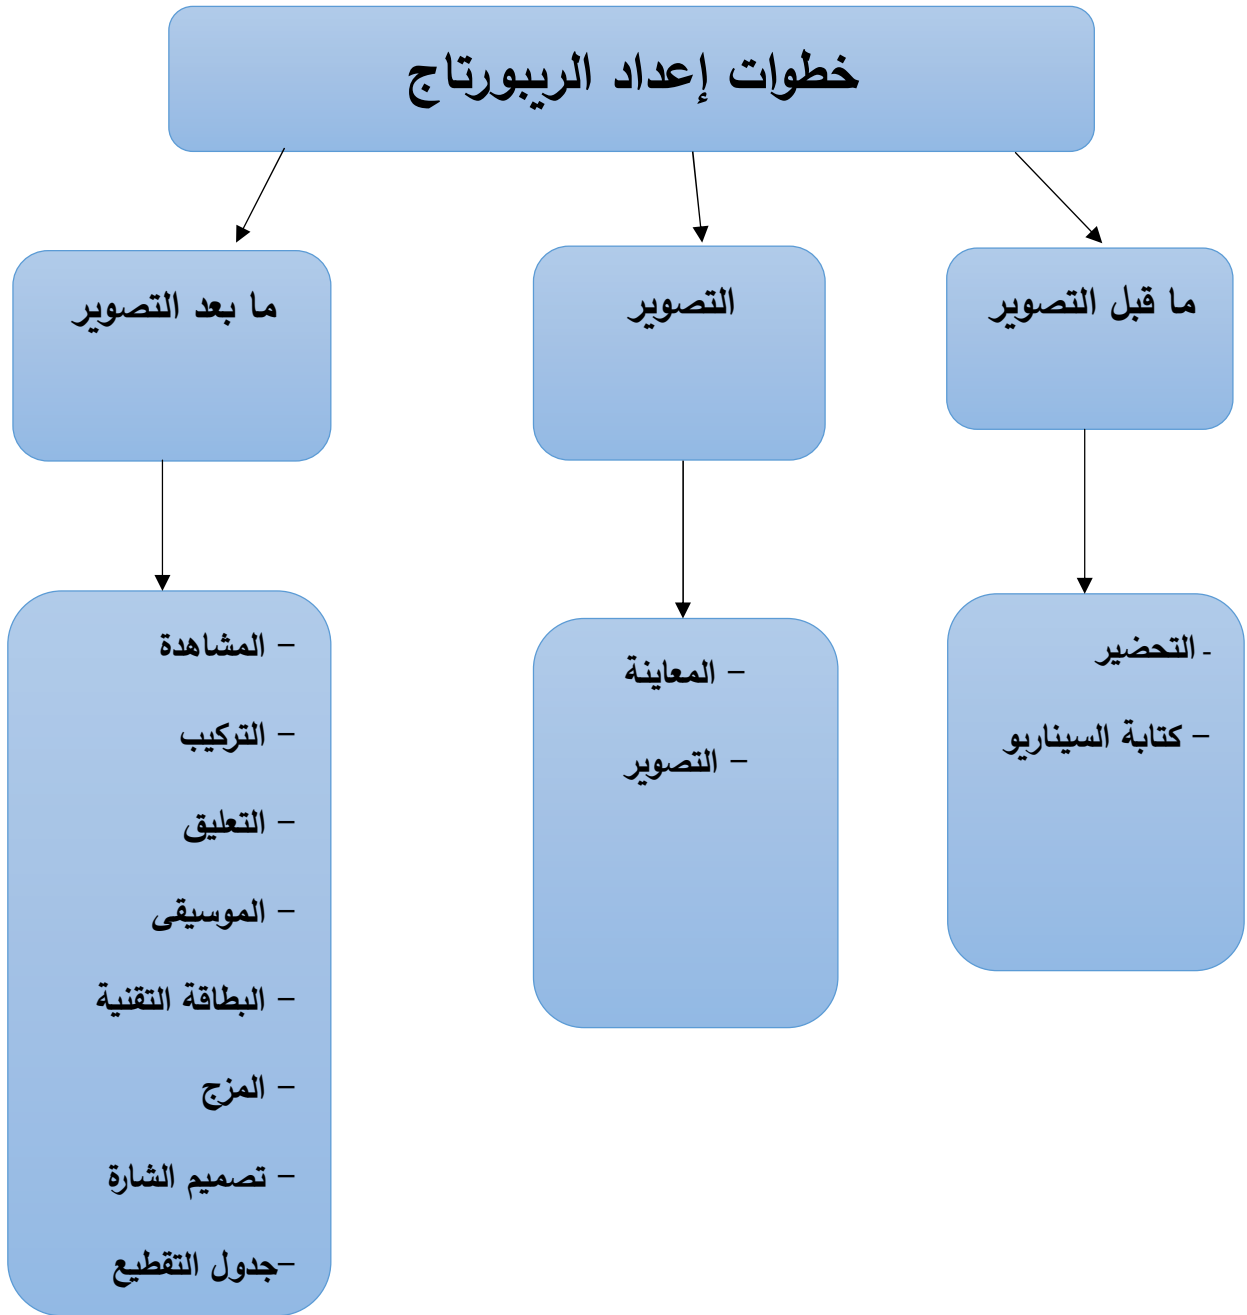 خطوات إعداد الريبورتاج
ما قبل التصوير
التصوير
ما بعد التصوير
- التحضير
– كتابة السيناريو
– المعاينة
– التصوير
– المشاهدة
– التركيب
– التعليق
– الموسيقى
– البطاقة التقنية
– المزج
– تصميم الشارة
–جدول التقطيع